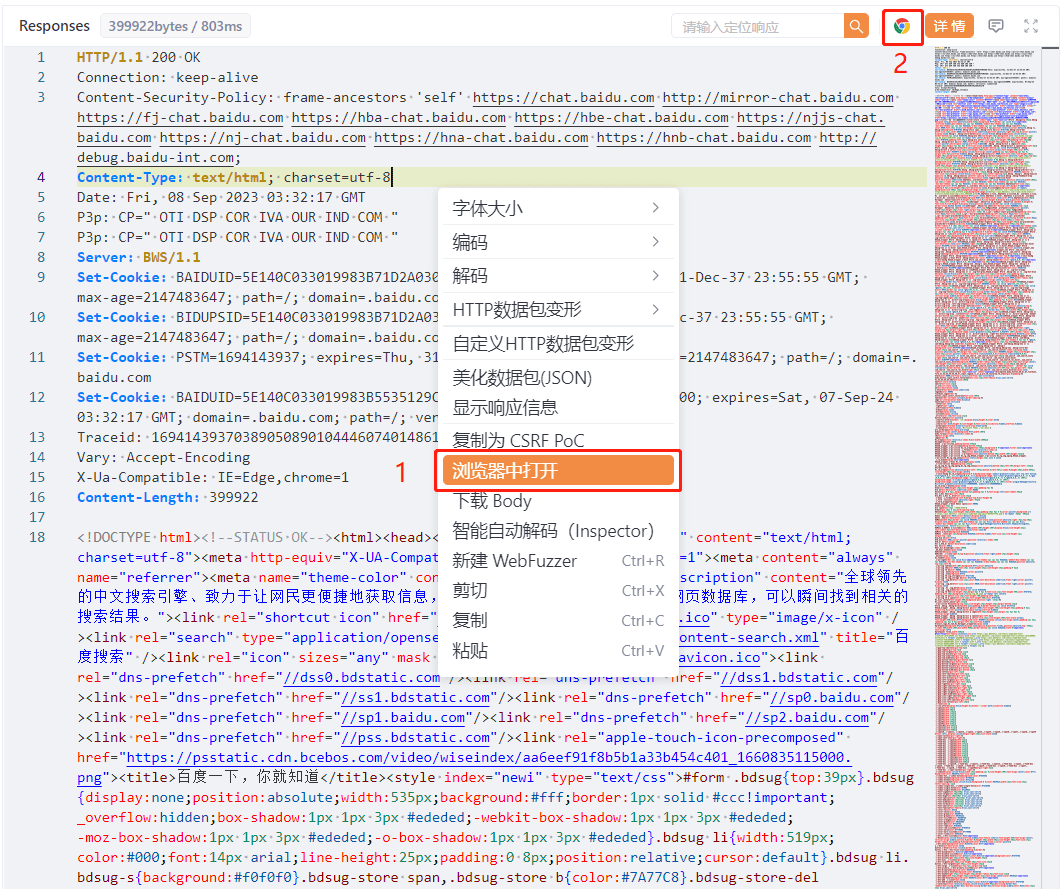 Responses 399922bytes / 803ms 请输入定位响应 详 情
2
1 HTTP/1.1 200 OK
2 Connection: keep-alive
3 Content-Security-Policy: frame-ancestors 'self' https://chat.baidu.com http://mirror-chat.baidu.com
https://fj-chat.baidu.com https://hba-chat.baidu.com https://hbe-chat.baidu.com https://njjs-chat.
baidu.com https://nj-chat.baidu.com https://hna-chat.baidu.com https://hnb-chat.baidu.com http://
debug.baidu-int.com;
4 Content-Type: text/html; charset=utf-8
5 Date: Fri, 08 Sep 2023 03:32:17 GMT
6 P3p: CP=" OTI DSP COR IVA OUR IND COM "
7 P3p: CP=" OTI DSP COR IVA OUR IND COM "
8 Server: BWS/1.1
9 Set-Cookie: BAIDUID=5E140C033019983B71D2A030 1-Dec-37 23:55:55 GMT;
max-age=2147483647; path=/; domain=.baidu.co
10 Set-Cookie: BIDUPSID=5E140C033019983B71D2A03 c-37 23:55:55 GMT;
max-age=2147483647; path=/; domain=.baidu.co
11 Set-Cookie: PSTM=1694143937; expires=Thu, 31 =2147483647; path=/; domain=.
baidu.com
12 Set-Cookie: BAIDUID=5E140C033019983B5535129C 00; expires=Sat, 07-Sep-24
03:32:17 GMT; domain=.baidu.com; path=/; ver
13 Traceid: 16941439370389050890104446074014861
14 Vary: Accept-Encoding
15 X-Ua-Compatible: IE=Edge,chrome=1
16 Content-Length: 399922
17
18 <!DOCTYPE html><!--STATUS OK--><html><head>< " content="text/html;
charset=utf-8"><meta http-equiv="X-UA-Compat =1"><meta content="always"
name="referrer"><meta name="theme-color" con scription" content="全球领先
的中文搜索引擎、致力于让网民更便捷地获取信息, 网页数据库，可以瞬间找到相关的
搜索结果。"><link rel="shortcut icon" href=" .ico" type="image/x-icon" /
><link rel="search" type="application/opense ontent-search.xml" title="百
度搜索" /><link rel="icon" sizes="any" mask avicon.ico"><link
rel="dns-prefetch" href="//dss0.bdstatic.com"/><link rel="dns-prefetch" href="//dss1.bdstatic.com"/
><link rel="dns-prefetch" href="//ss1.bdstatic.com"/><link rel="dns-prefetch" href="//sp0.baidu.com"/
><link rel="dns-prefetch" href="//sp1.baidu.com"/><link rel="dns-prefetch" href="//sp2.baidu.com"/
><link rel="dns-prefetch" href="//pss.bdstatic.com"/><link rel="apple-touch-icon-precomposed"
href="https://psstatic.cdn.bcebos.com/video/wiseindex/aa6eef91f8b5b1a33b454c401_1660835115000.
png"><title>百度一下，你就知道</title><style index="newi" type="text/css">#form .bdsug{top:39px}.bdsug
{display:none;position:absolute;width:535px;background:#fff;border:1px solid #ccc!important;
_overflow:hidden;box-shadow:1px 1px 3px #ededed;-webkit-box-shadow:1px 1px 3px #ededed;
-moz-box-shadow:1px 1px 3px #ededed;-o-box-shadow:1px 1px 3px #ededed}.bdsug li{width:519px;
color:#000;font:14px arial;line-height:25px;padding:0 8px;position:relative;cursor:default}.bdsug li.
bdsug-s{background:#f0f0f0}.bdsug-store span,.bdsug-store b{color:#7A77C8}.bdsug-store-del
字体大小
编码
解码
HTTP数据包变形
自定义HTTP数据包变形
美化数据包(JSON)
显示响应信息
复制为 CSRF PoC
1 浏览器中打开
下载 Body
智能自动解码（Inspector）
新建 WebFuzzer Ctrl+R
剪切 Ctrl+X
复制 Ctrl+C
粘贴 Ctrl+V